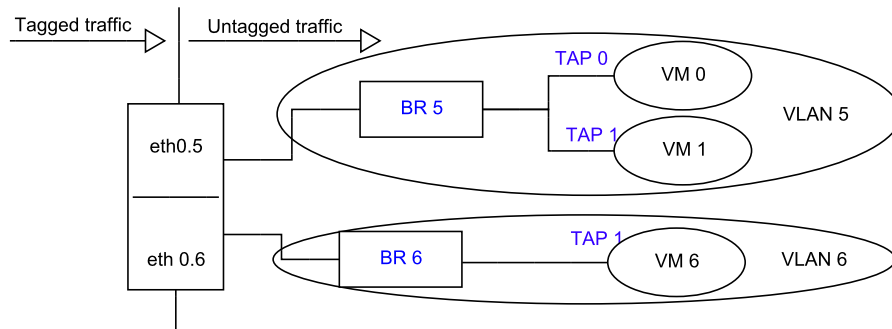 Tagged traffic
Untagged traffic
TAP 0
VM 0
BR 5
VLAN 5
TAP 1
VM 1
eth0.5
TAP 1
eth 0.6
BR 6
VM 6
VLAN 6